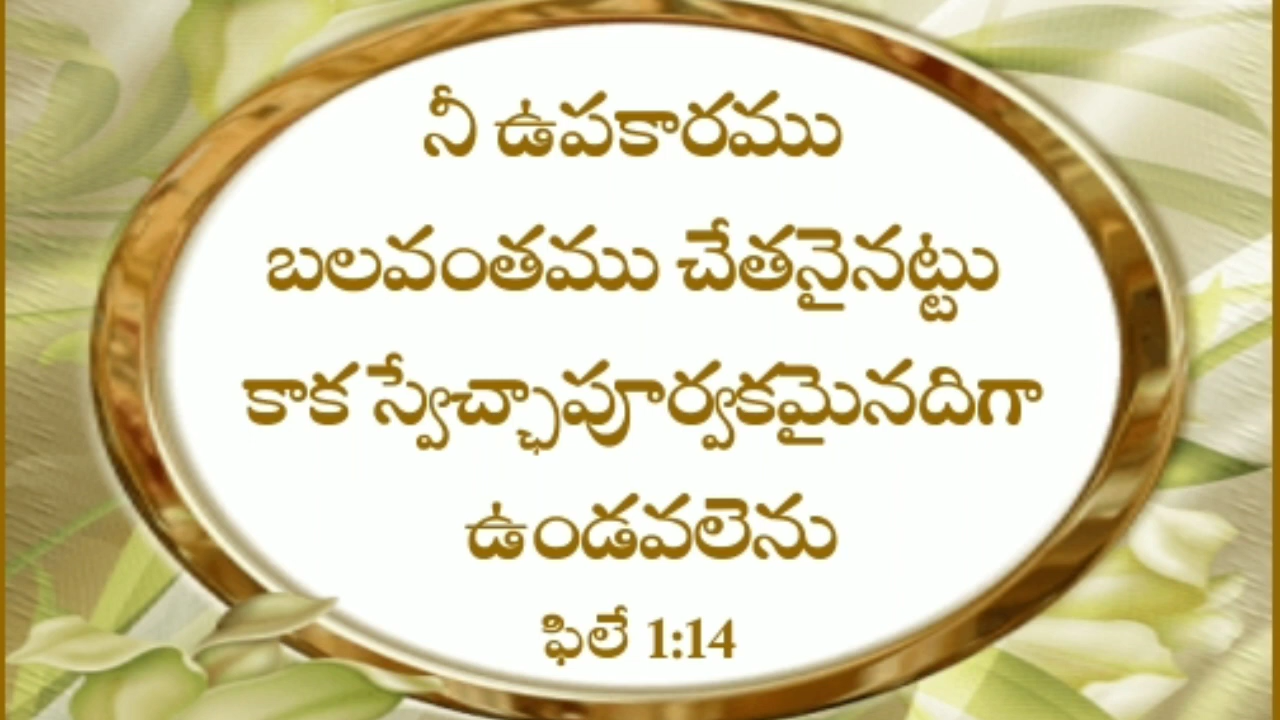 నీ ఉపకారము
బలవంతము చేతనైనట్టు
కాక స్వేచ్ఛాపూర్వకమైనదిగా
ఉండవలెను
ఫిలే 1:14